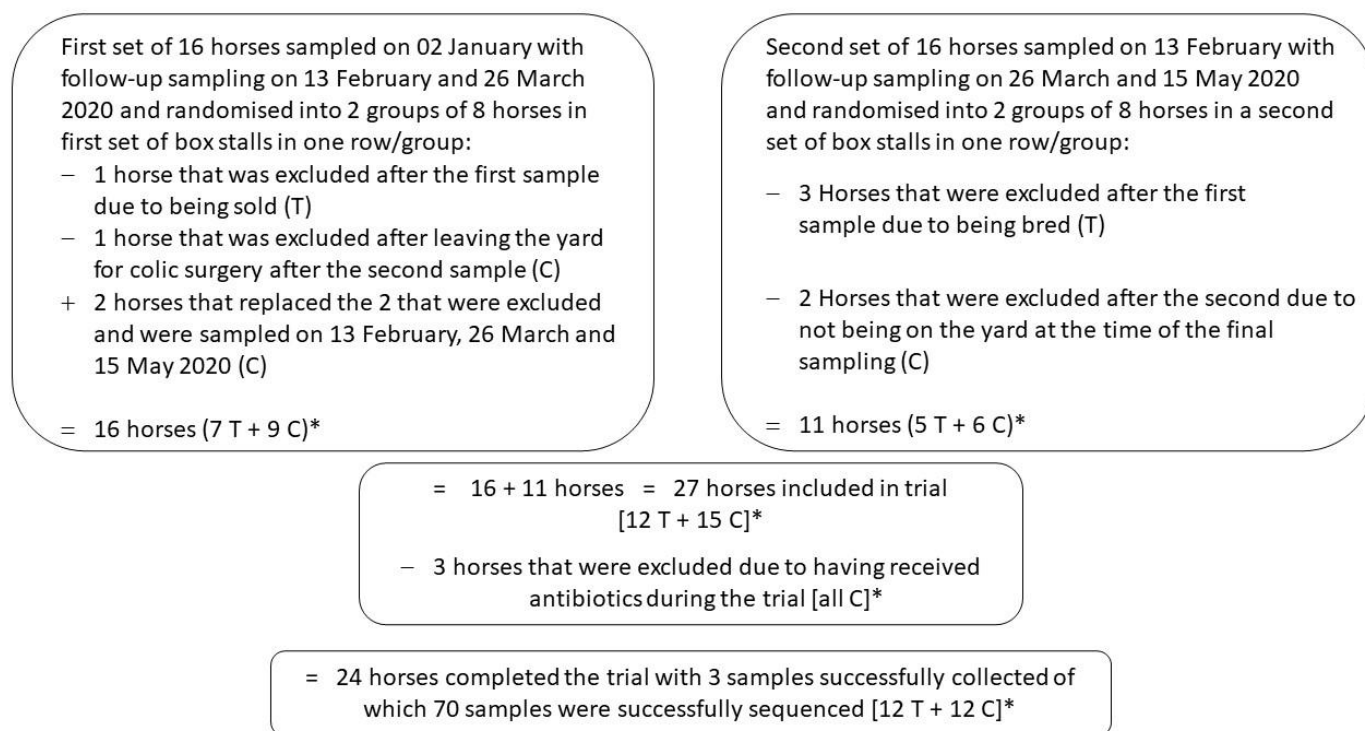 First set of 16 horses sampled on 02 January with
follow-up sampling on 13 February and 26 March
2020 and randomised into 2 groups of 8 horses in
first set of box stalls in one row/group:
− 1 horse that was excluded after the first sample
due to being sold (T)
− 1 horse that was excluded after leaving the yard
for colic surgery after the second sample (C)
+ 2 horses that replaced the 2 that were excluded
and were sampled on 13 February, 26 March and
15 May 2020 (C)
= 16 horses (7 T + 9 C)*
Second set of 16 horses sampled on 13 February with
follow-up sampling on 26 March and 15 May 2020
and randomised into 2 groups of 8 horses in a second
set of box stalls in one row/group:
− 3 Horses that were excluded after the first
sample due to being bred (T)
− 2 Horses that were excluded after the second due to
not being on the yard at the time of the final
sampling (C)
= 11 horses (5 T + 6 C)*
= 16 + 11 horses = 27 horses included in trial
[12 T + 15 C]*
− 3 horses that were excluded due to having received
antibiotics during the trial [all C]*
= 24 horses completed the trial with 3 samples successfully collected of
which 70 samples were successfully sequenced [12 T + 12 C]*